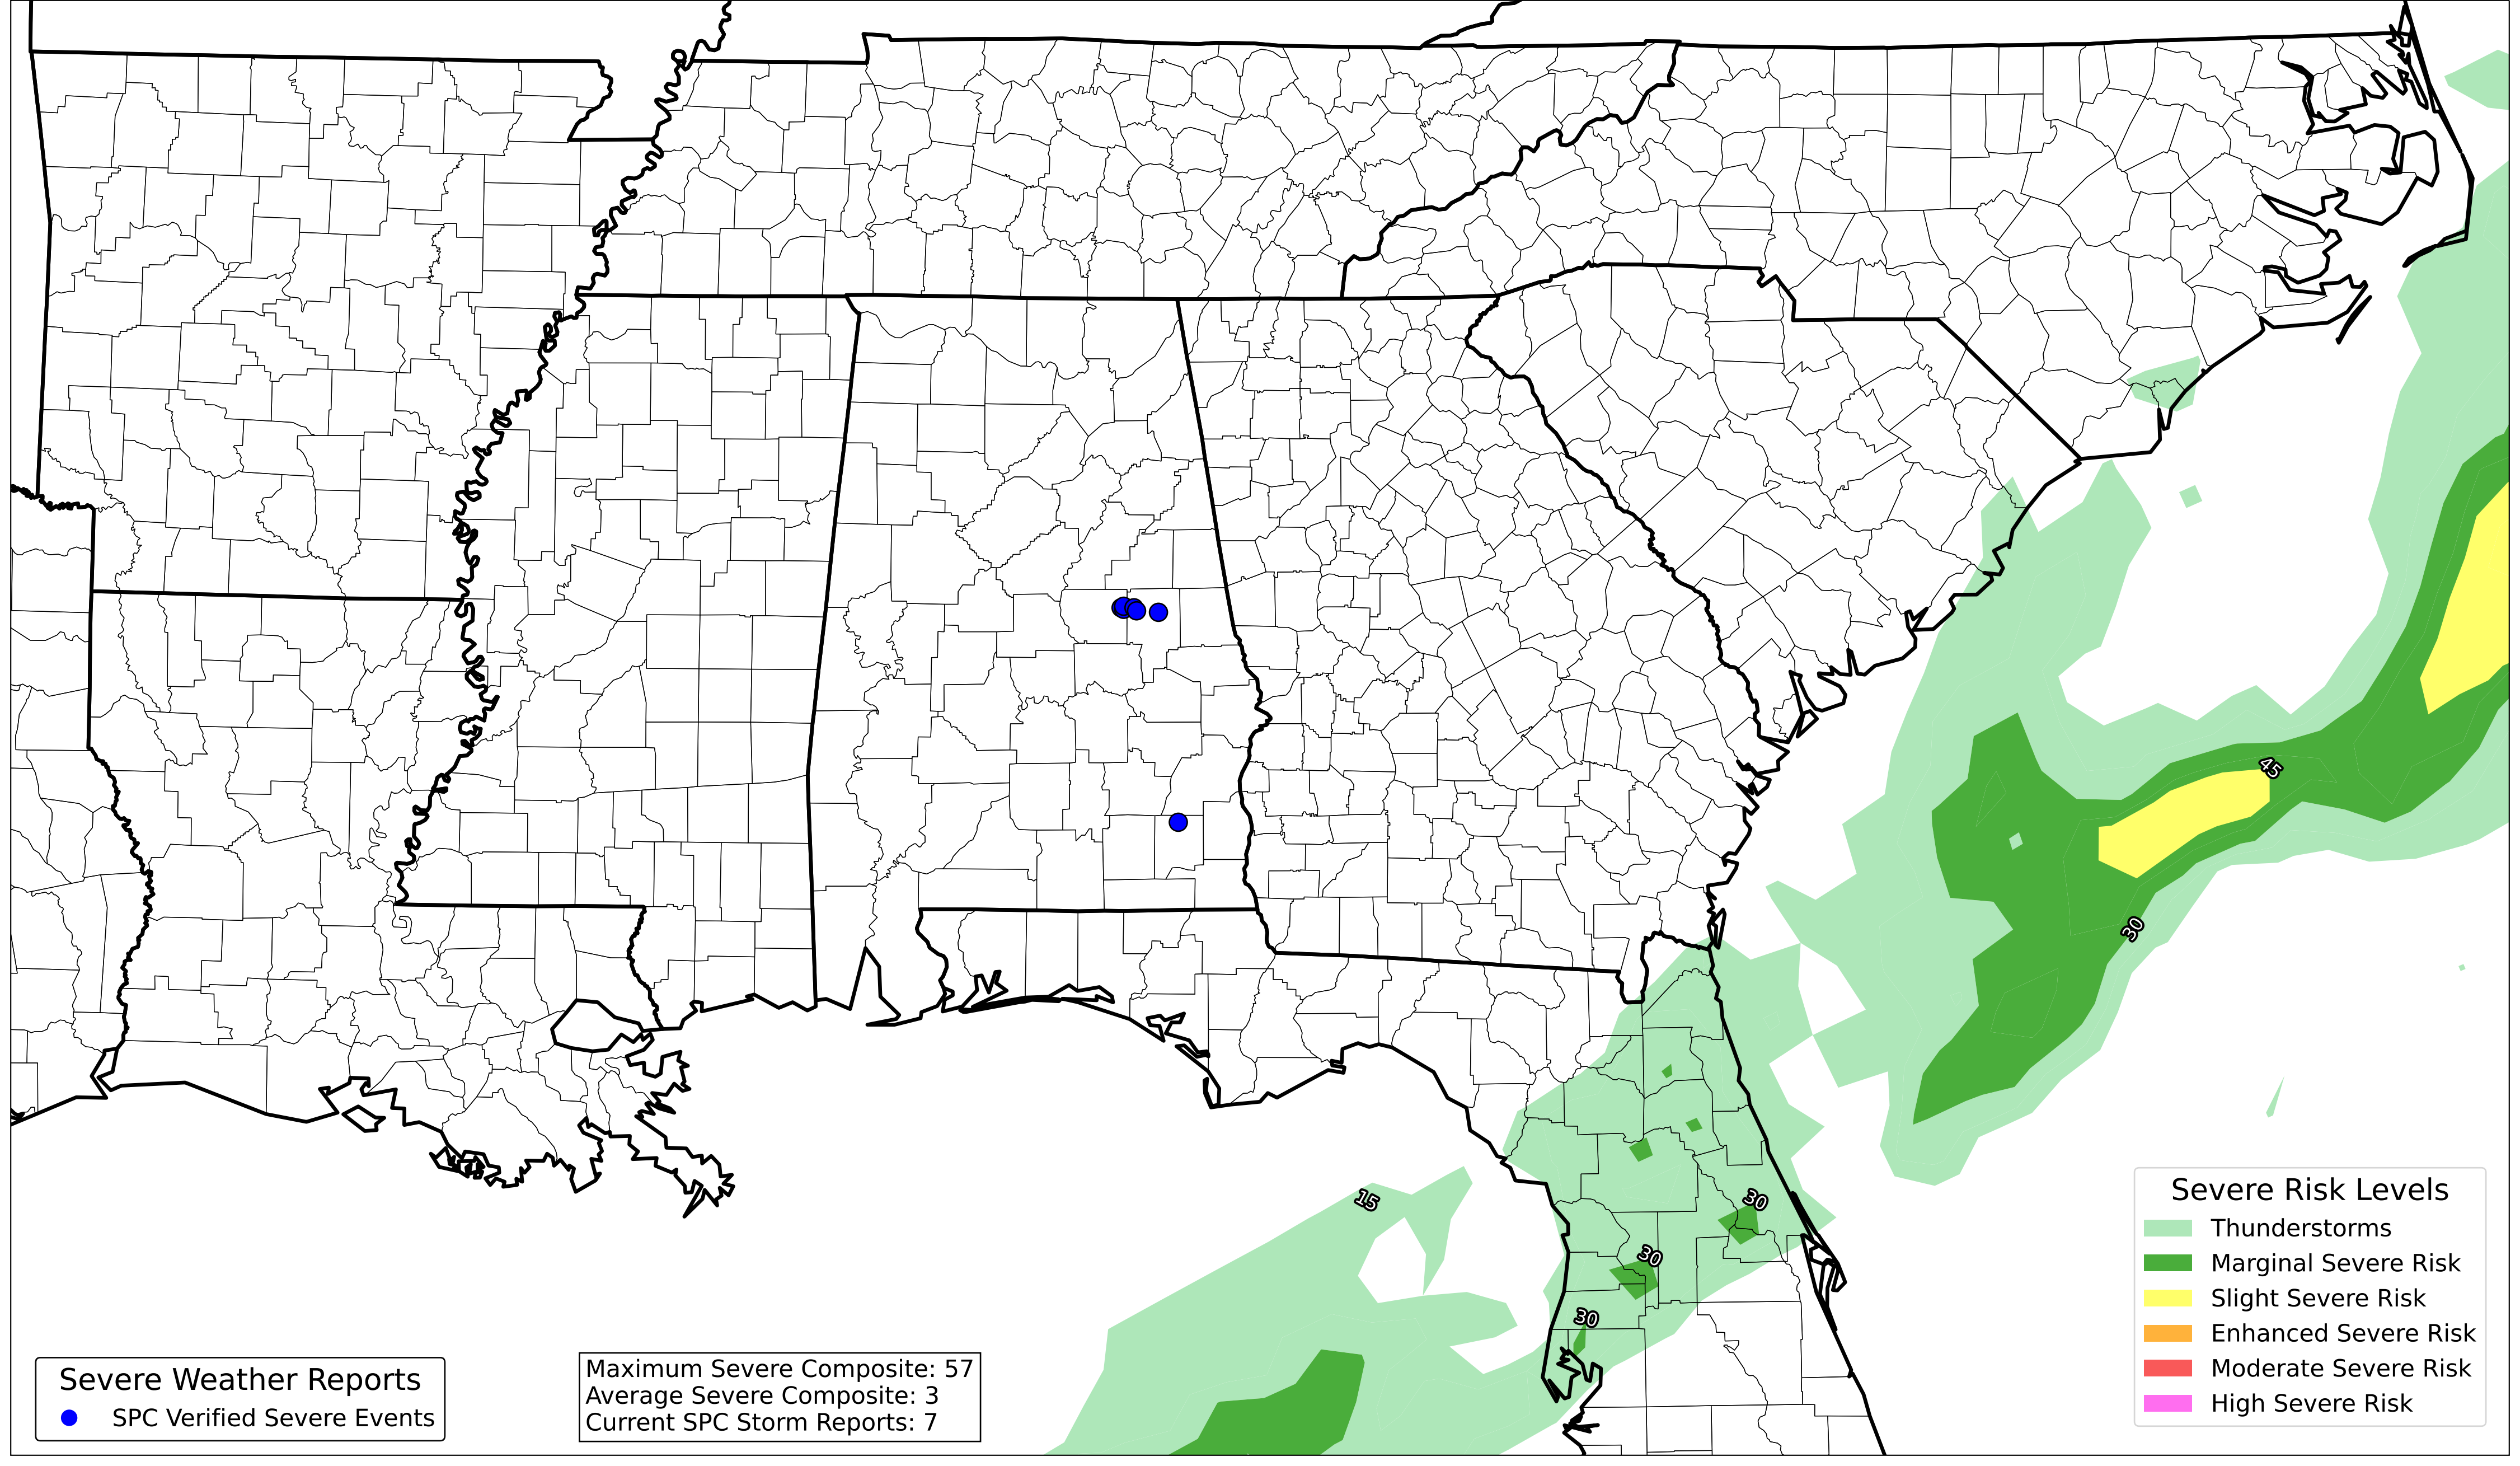 45
30
15
30
30
30
Severe Risk Levels
Thunderstorms
Marginal Severe Risk
Slight Severe Risk
Enhanced Severe Risk
Moderate Severe Risk
High Severe Risk
Severe Weather Reports
SPC Verified Severe Events
Maximum Severe Composite: 57
Average Severe Composite: 3
Current SPC Storm Reports: 7